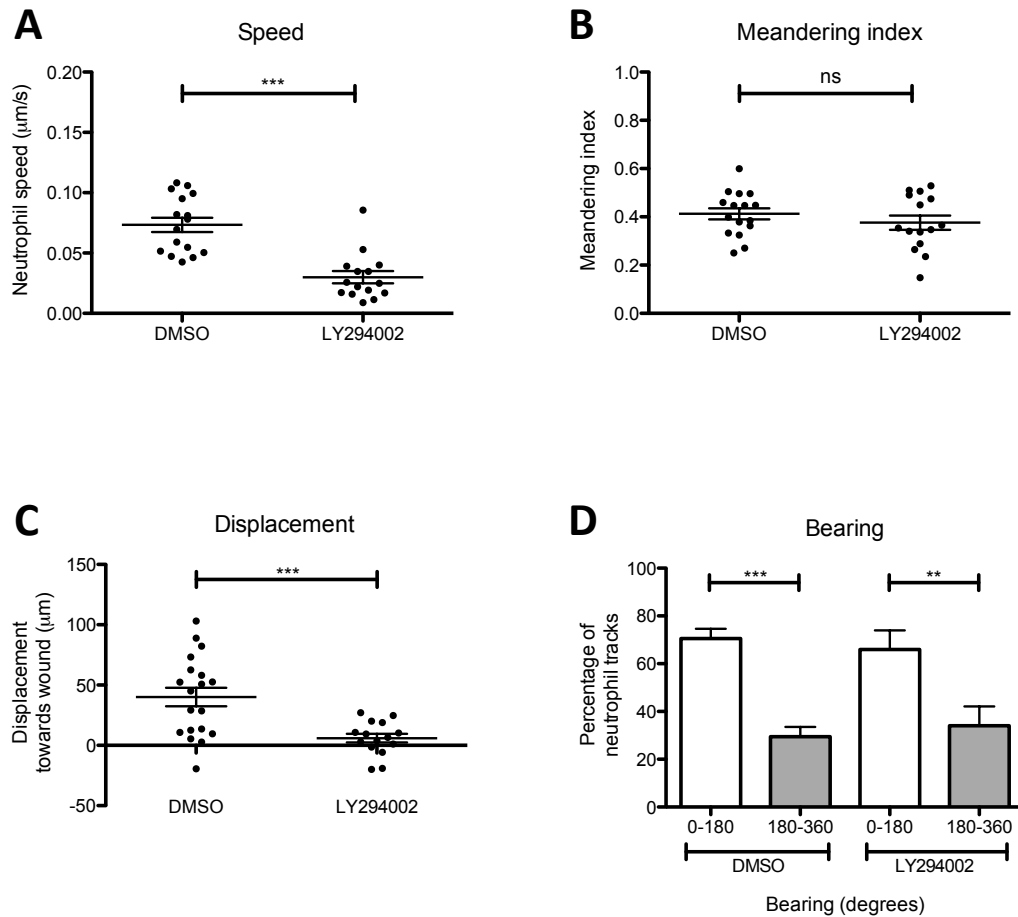 A
Speed
Neutrophil speed (μm/s)
0.20
0.15
0.10
0.05
0.00
***
DMSO
LY294002
B
Meandering index
Meandering index
1.0
0.8
0.6
0.4
0.2
0.0
ns
DMSO
LY294002
C
Displacement
Displacement
towards wound (μm)
150
100
50
0
-50
***
DMSO
LY294002
D
Bearing
Percentage of
neutrophil tracks
100
80
60
40
20
0
***
**
0-180
180-360
0-180
180-360
DMSO
LY294002
Bearing (degrees)